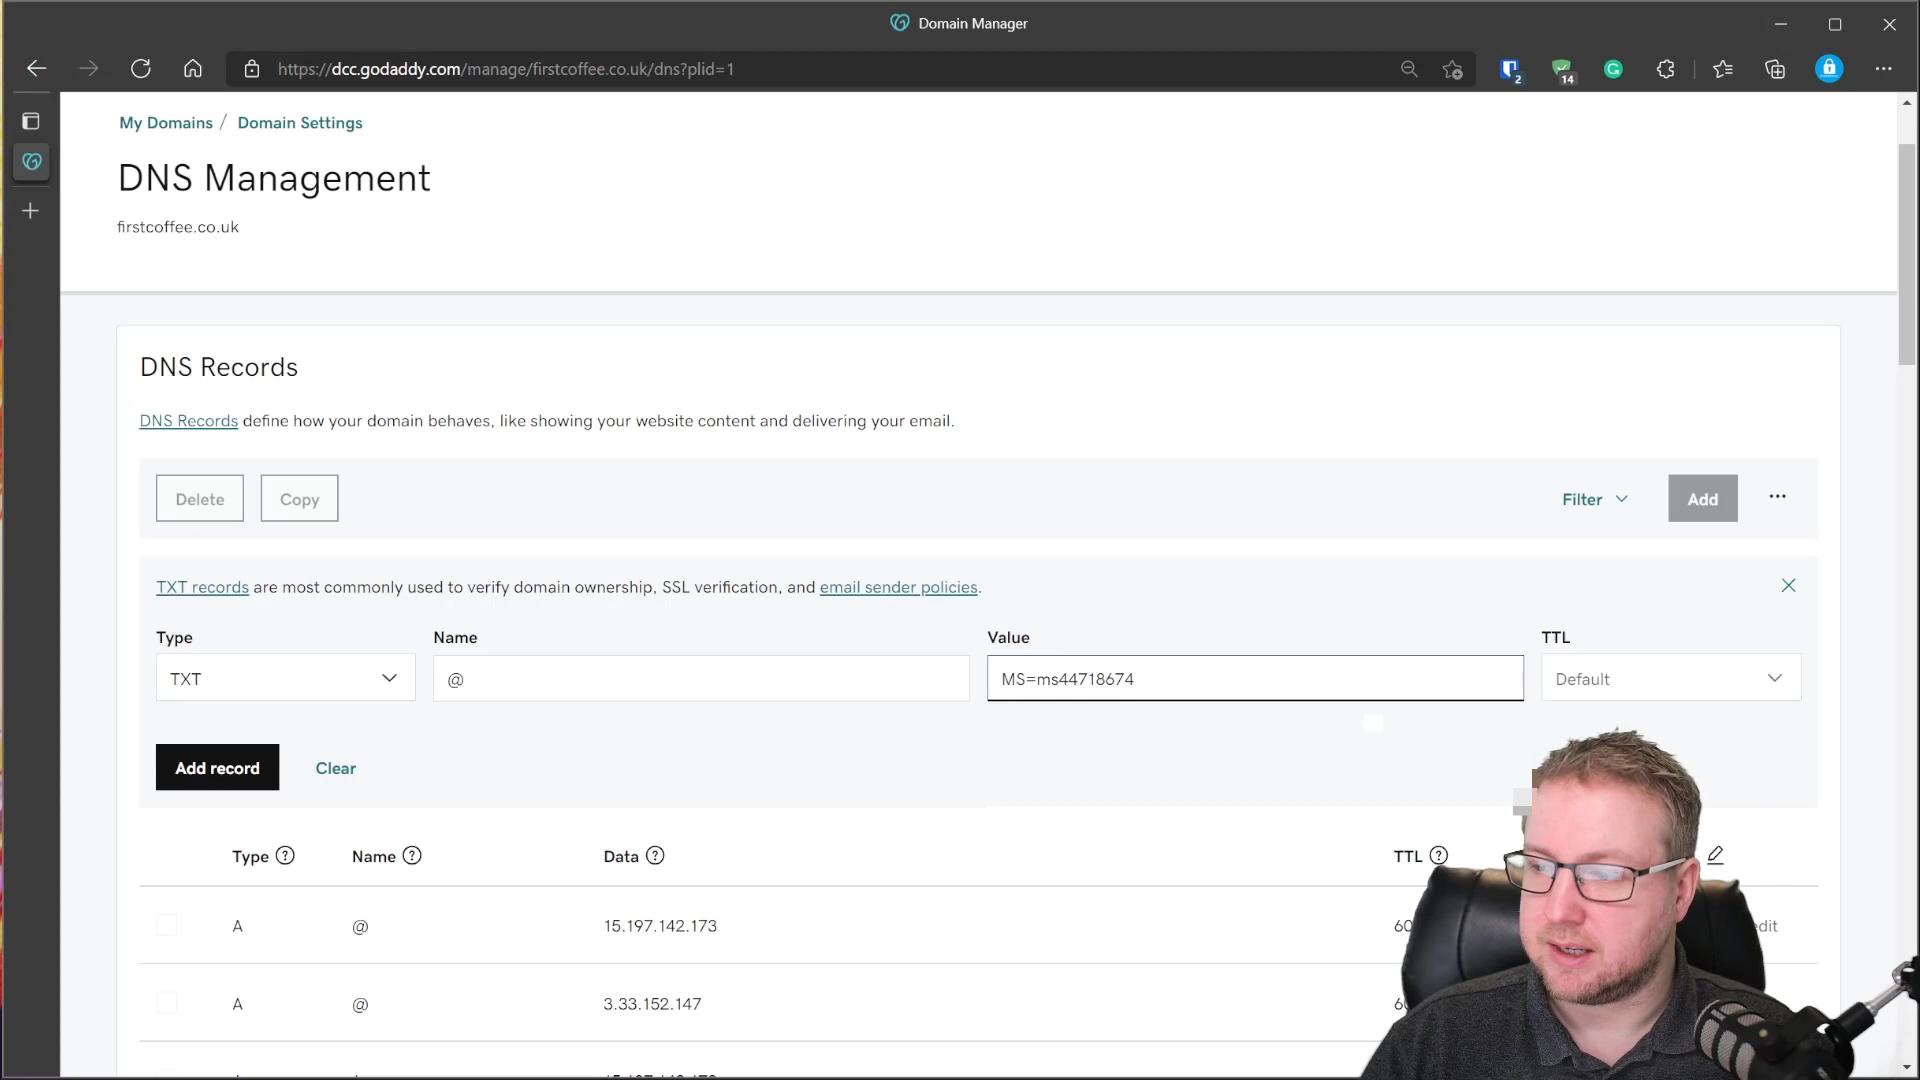 Domain Manager
https://dcc.godaddy.com/manage/firstcoffee.co.uk/dns?plid=1
2
14
My Domains / Domain Settings
DNS Management
firstcoffee.co.uk
DNS Records
DNS Records define how your domain behaves, like showing your website content and delivering your email.
Delete Copy Filter Add ...
TXT records are most commonly used to verify domain ownership, SSL verification, and email sender policies.
Type Name Value TTL
TXT @ MS=ms44718674 Default
Add record Clear
Type ? Name ? Data ? TTL ?
A @ 15.197.142.173
A @ 3.33.152.147